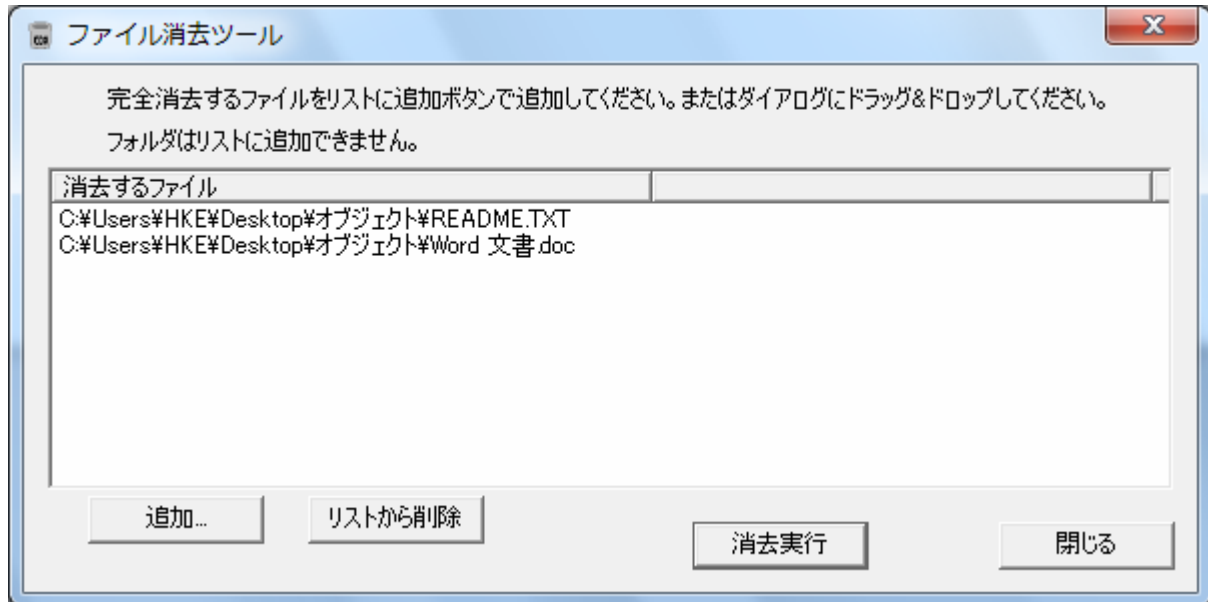 ファイル消去ツール
完全消去するファイルをリストに追加ボタンで追加してください。またはダイアログにドラッグ&ドロップしてください。
フォルダはリストに追加できません。
消去するファイル
C:¥Users¥HKE¥Desktop¥オブジェクト¥README.TXT
C:¥Users¥HKE¥Desktop¥オブジェクト¥Word 文書.doc
追加... リストから削除
消去実行 閉じる